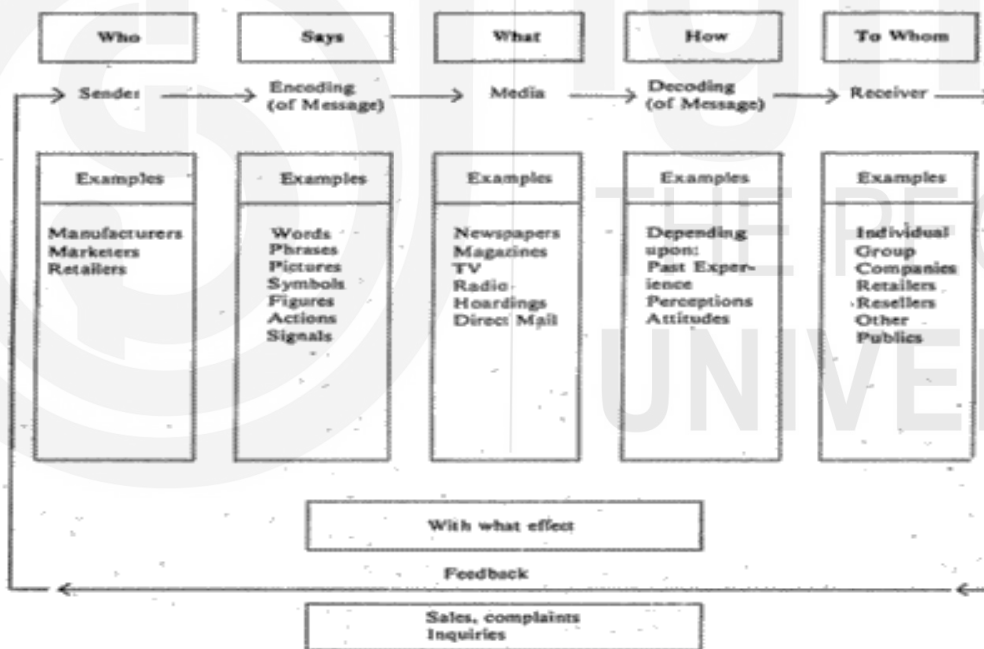 Who
Says
What
How
To Whom
Sender
Encoding
(of Message)
Media
Decoding
(of Message)
Receiver
Examples
Manufacturers
Marketers
Retailers
Examples
Words
Phrases
Pictures
Symbols
Figures
Actions
Signals
Examples
Newspapers
Magazines
TV
Radio
Hoardings
Direct Mail
Examples
Depending
upon:
Past Exper-
ience
Perceptions
Attitudes
Examples
Individual
Group
Companies
Retailers
Resellers
Other
Publics
With what effect
Feedback
Sales, complaints
Inquiries